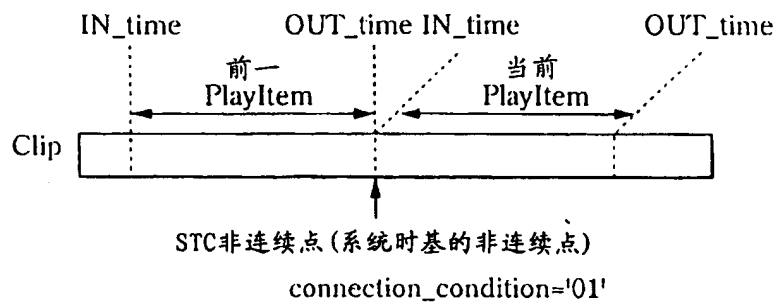 IN_time OUT_time IN_time OUT_time
前一 当前
PlayItem PlayItem
Clip
STC非连续点(系统时基的非连续点)
connection_condition='01'